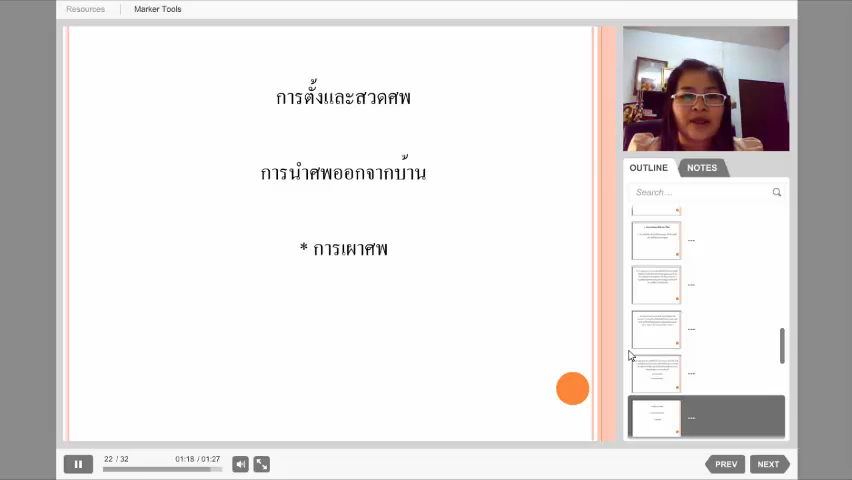 Resources
Marker Tools
การตั้งและสวดศพ
การนำศพออกจากบ้าน
* การเผาศพ
OUTLINE
NOTES
Search...
...
...
...
...
...
22 / 32
01:18 / 01:27
PREV
NEXT